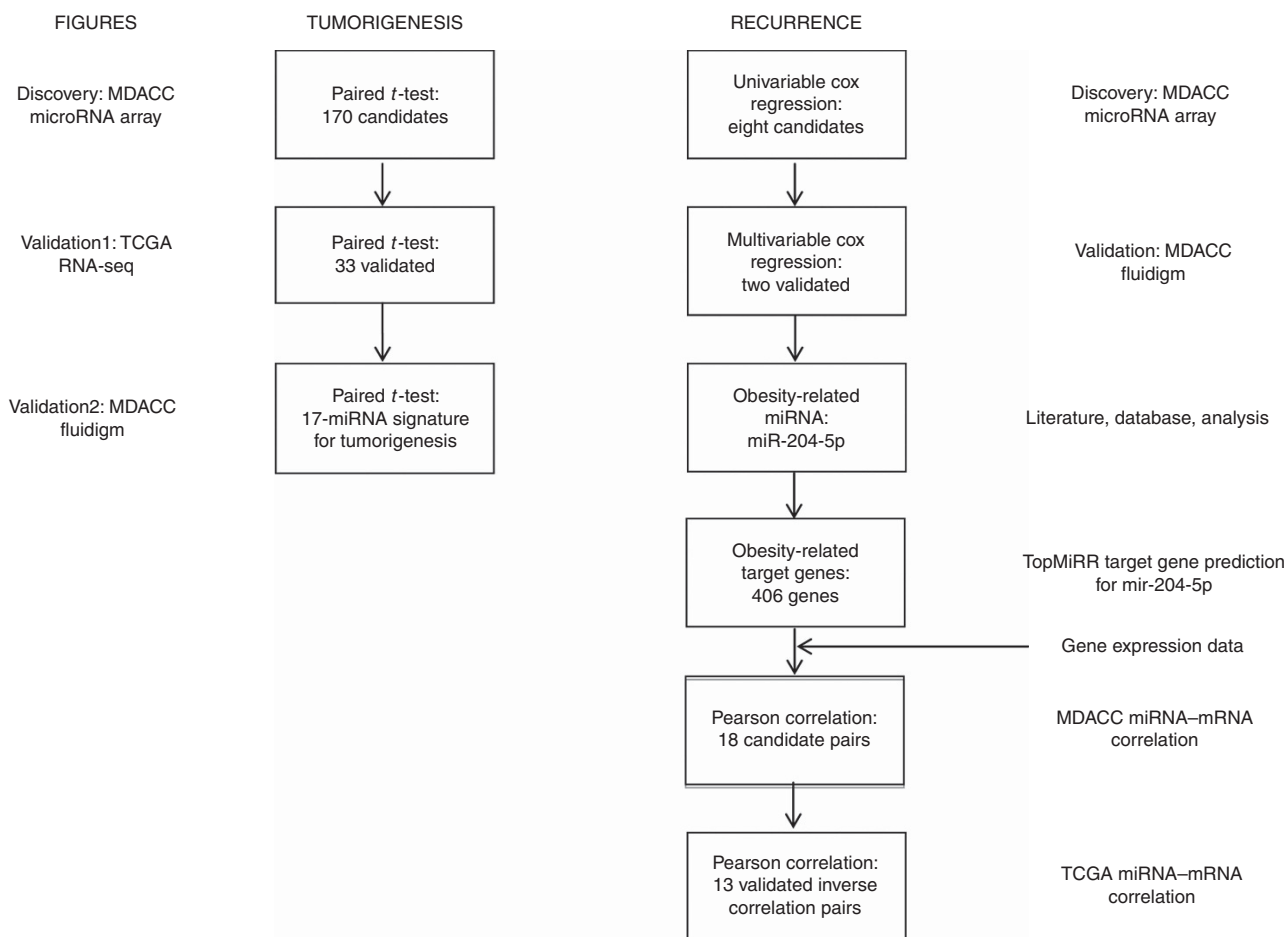 FIGURES
TUMORIGENESIS
RECURRENCE
Discovery: MDACC
microRNA array
Paired t-test:
170 candidates
Univariable cox
regression:
eight candidates
Discovery: MDACC
microRNA array
Validation1: TCGA
RNA-seq
Paired t-test:
33 validated
Multivariable cox
regression:
two validated
Validation: MDACC
fluidigm
Validation2: MDACC
fluidigm
Paired t-test:
17-miRNA signature
for tumorigenesis
Obesity-related
miRNA:
miR-204-5p
Literature, database, analysis
Obesity-related
target genes:
406 genes
TopMiRR target gene prediction
for mir-204-5p
Gene expression data
Pearson correlation:
18 candidate pairs
MDACC miRNA–mRNA
correlation
Pearson correlation:
13 validated inverse
correlation pairs
TCGA miRNA–mRNA
correlation